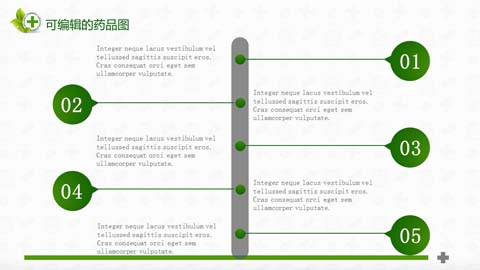 可编辑的药品图
Integer neque lacus vestibulum vel
tellussed sagittis suscipit eros.
Cras consequat orci eget sem
ullamcorper vulputate.
01
02
Integer neque lacus vestibulum vel
tellussed sagittis suscipit eros.
Cras consequat orci eget sem
ullamcorper vulputate.
Integer neque lacus vestibulum vel
tellussed sagittis suscipit eros.
Cras consequat orci eget sem
ullamcorper vulputate.
03
04
Integer neque lacus vestibulum vel
tellussed sagittis suscipit eros.
Cras consequat orci eget sem
ullamcorper vulputate.
Integer neque lacus vestibulum vel
tellussed sagittis suscipit eros.
Cras consequat orci eget sem
ullamcorper vulputate.
05